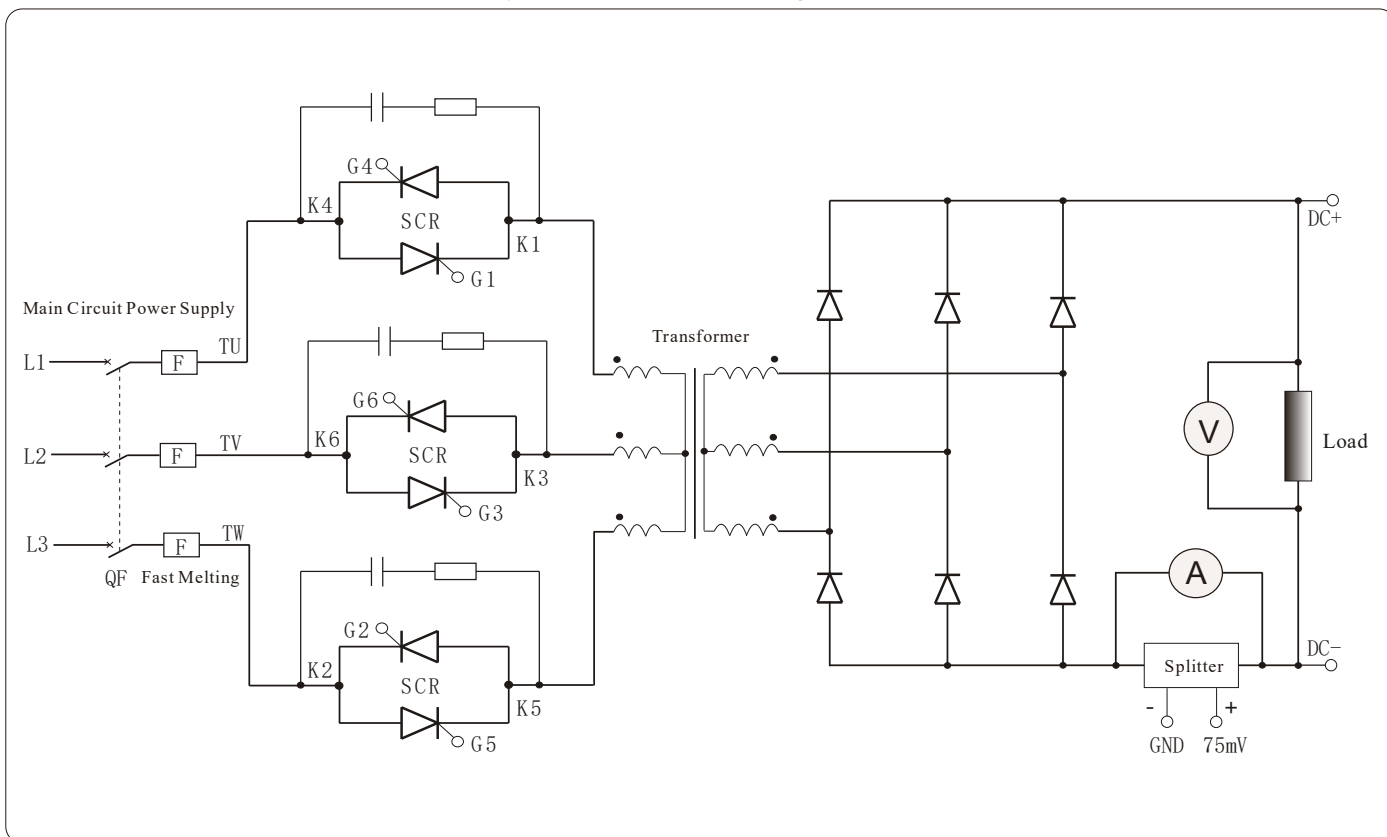 G4
K4
SCR
K1
G1
DC+
Main Circuit Power Supply
Transformer
L1
F
TU
G6
K6
SCR
K3
G3
L2
F
TV
V
Load
L3
F
TW
QF
Fast Melting
A
G2
K2
SCR
K5
G5
DC-
Splitter
- +
GND 75mV